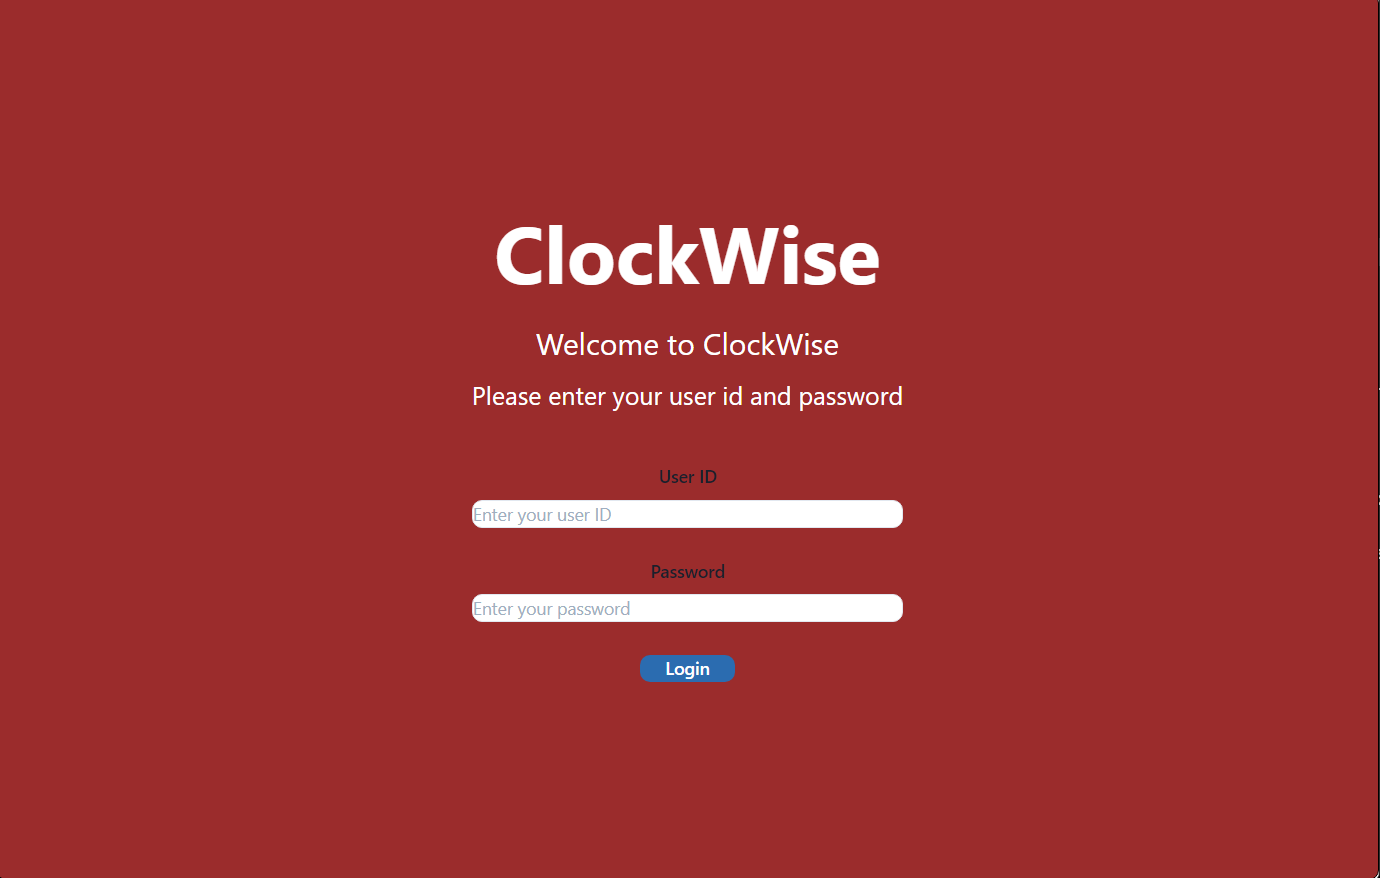 ClockWise
Welcome to ClockWise
Please enter your user id and password
User ID
Enter your user ID
Password
Enter your password
Login